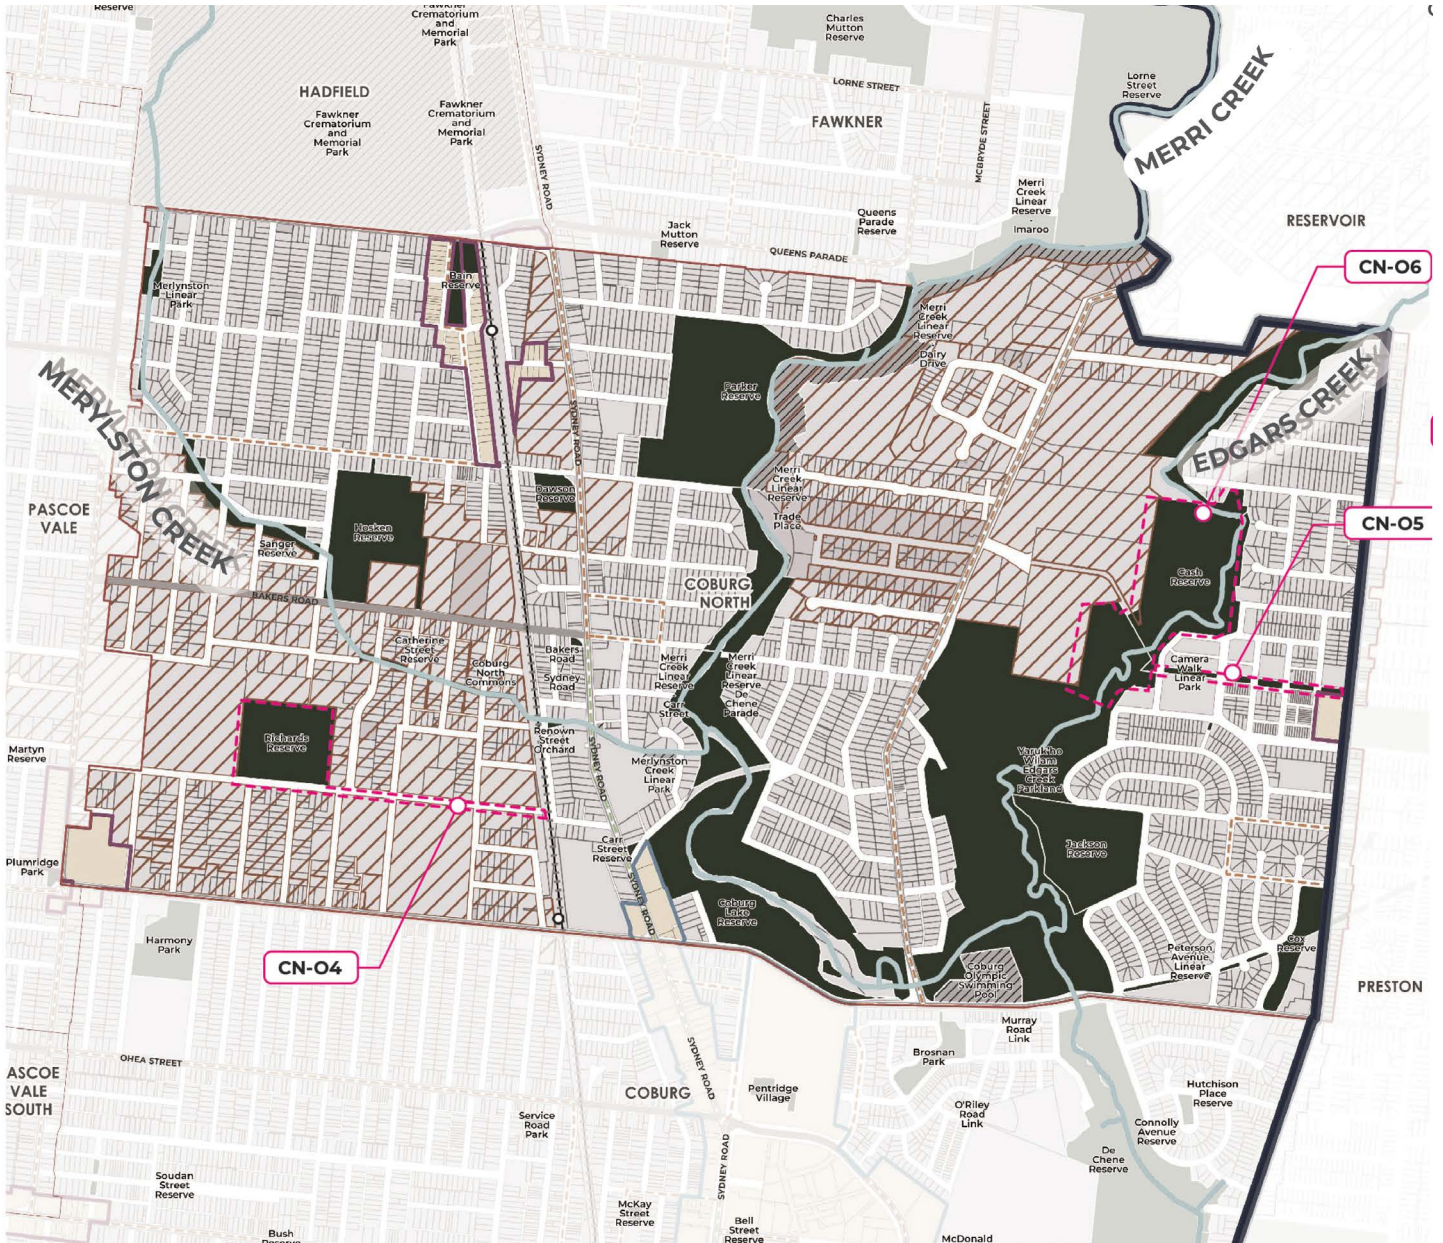 Reserve
Fawkner
Crematorium
and
Memorial
Park
Charles
Mutton
Reserve
HADFIELD
Fawkner
Crematorium
and
Memorial
Park
Fawkner
Crematorium
and
Memorial
Park
LORNE STREET
FAWKNER
MCBRYDE STREET
Lorne
Street
Reserve
MERRI CREEK
SYDNEY ROAD
Merri
Creek
Linear
Reserve
-
Imaroo
Queens
Parade
Reserve
Jack
Mutton
Reserve
QUEENS PARADE
RESERVOIR
CN-06
Merlynston
Linear
Park
Bain
Reserve
Merri
Creek
Linear
Reserve
-
Dairy
Drive
MERYLSTON CREEK
Parker
Reserve
SYDNEY ROAD
EDGARS CREEK
PASCOE
VALE
Hosken
Reserve
Sanger
Reserve
Dawson
Reserve
Merri
Creek
Linear
Reserve
-
Trade
Place
CN-05
Cash
Reserve
COBURG
NORTH
BAKERS ROAD
Catherine
Street
Reserve
Coburg
North
Commons
Bakers
Road
/
Sydney
Road
Merri
Creek
Linear
Reserve
-
Carr
Street
Merri
Creek
Linear
Reserve De
Chene
Parade
Camera
Walk
Linear
Park
Richards
Reserve
Renown
Street
Orchard
SYDNEY ROAD
Merlynston
Creek
Linear
Park
Martyn
Reserve
Yarukího
Wilam
Edgars
Creek
Parkland
Jackson
Reserve
Carr
Street
Reserve
Plumridge
Park
SYDNEY ROAD
Coburg
Lake
Reserve
Harmony
Park
CN-04
Coburg
Olympic
Swimming
Pool
Peterson
Avenue
Linear
Reserve
Cox
Reserve
PRESTON
Murray
Road
Link
OHEA STREET
ASCOE
VALE
SOUTH
COBURG
SYDNEY ROAD
Pentridge
Village
Brosnan
Park
O'Riley
Road
Link
Hutchison
Place
Reserve
Connolly
Avenue
Reserve
Service
Road
Park
De
Chene
Reserve
Soudan
Street
Reserve
SYDNEY ROAD
McKay
Street
Reserve
Bell
Street
Reserve
Bush
Reserve
McDonald